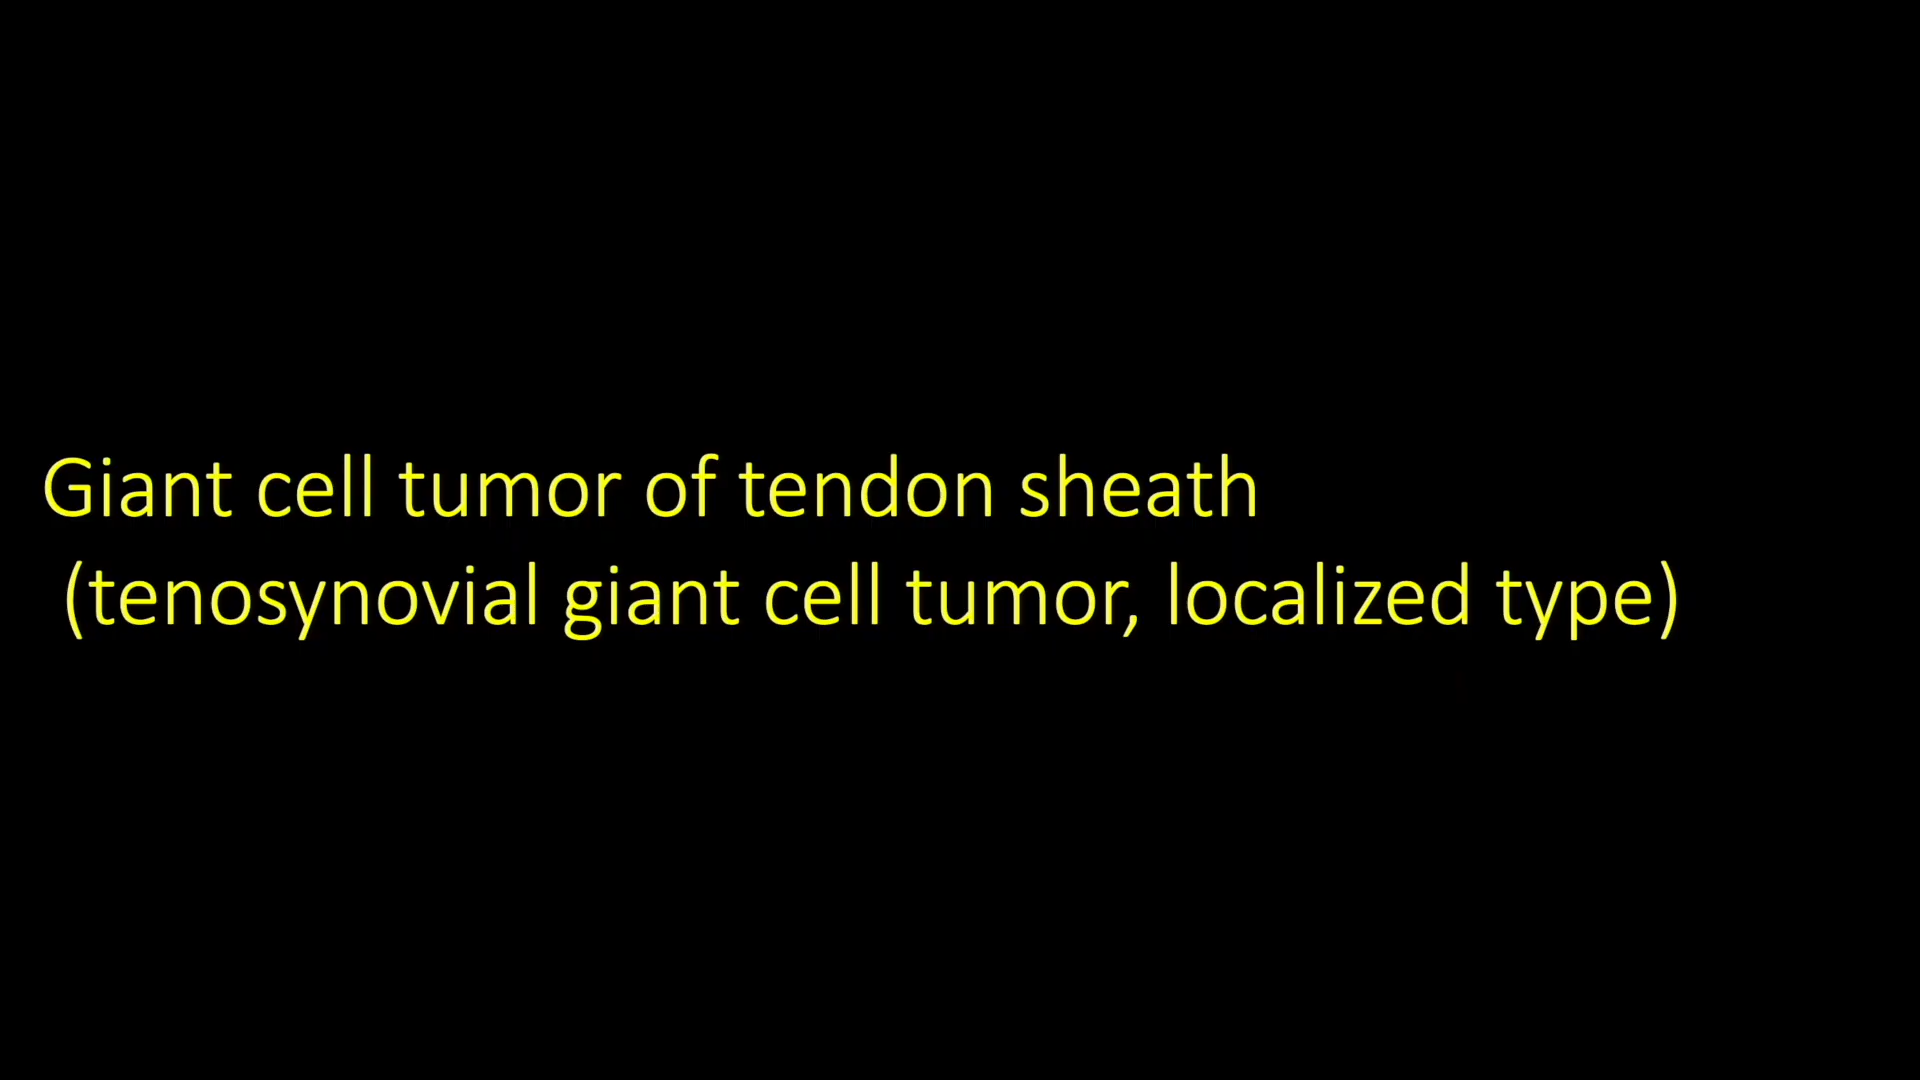 Giant cell tumor of tendon sheath
(tenosynovial giant cell tumor, localized type)